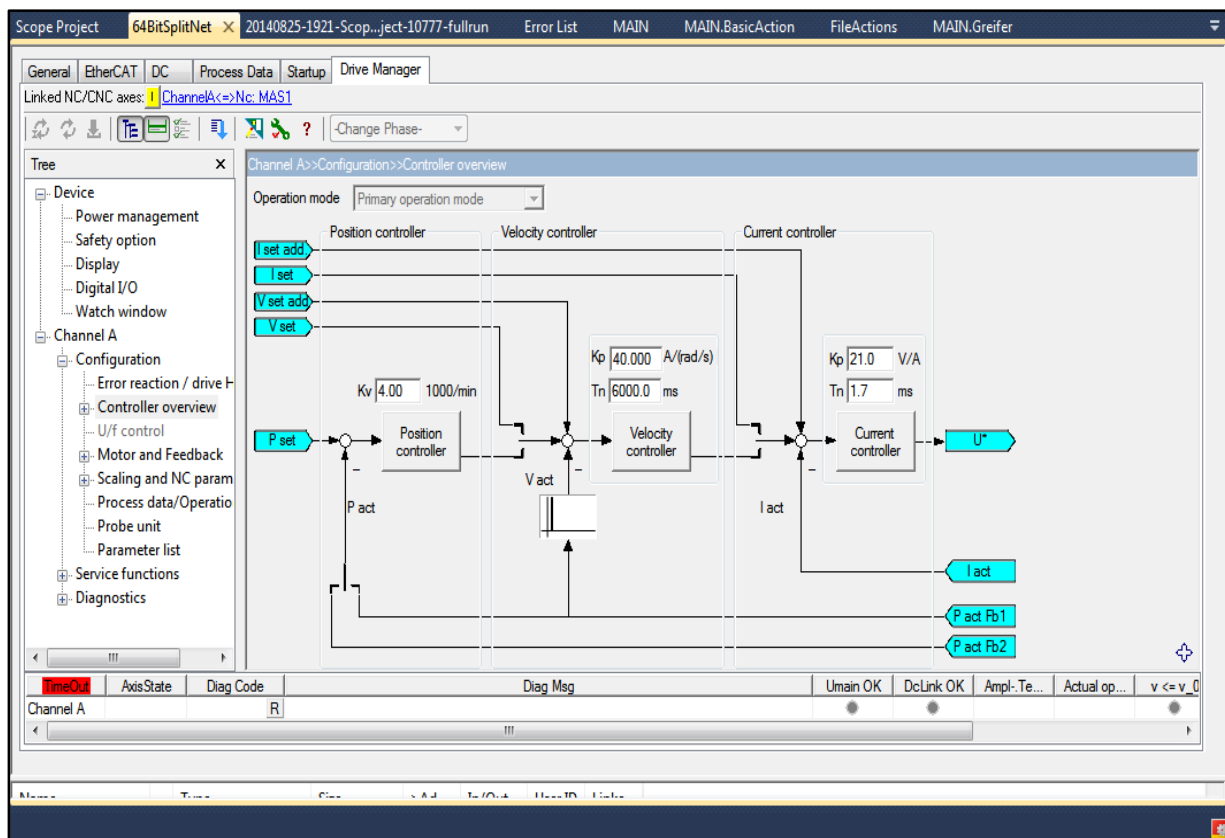 Scope Project 64BitSplitNet × 20140825-1921-Scop...ject-10777-fullrun Error List MAIN MAIN.BasicAction FileActions MAIN.Greifer
General EtherCAT DC Process Data Startup Drive Manager
Linked NC/CNC axes: I ChannelA<=>Nc: MAS1
? -Change Phase-
Tree X
Channel A>>Configuration>>Controller overview
Device
Power management
Safety option
Display
Digital I/O
Watch window
Channel A
Configuration
Error reaction / drive H
Controller overview
U/f control
Motor and Feedback
Scaling and NC param
Process data/Operatio
Probe unit
Parameter list
Service functions
Diagnostics
Operation mode Primary operation mode
Position controller Velocity controller Current controller
I set add
I set
V set add
V set
Kp 40.000 A/(rad/s) Kp 21.0 V/A
Kv 4.00 1000/min Tn 6000.0 ms Tn 1.7 ms
P set Position controller Velocity controller Current controller U*
V act
P act I act
I act
P act Fb1
P act Fb2
TimeOut AxisState Diag Code Diag Msg Umain OK DcLink OK Ampl-.Te... Actual op... v <= v_0
Channel A R